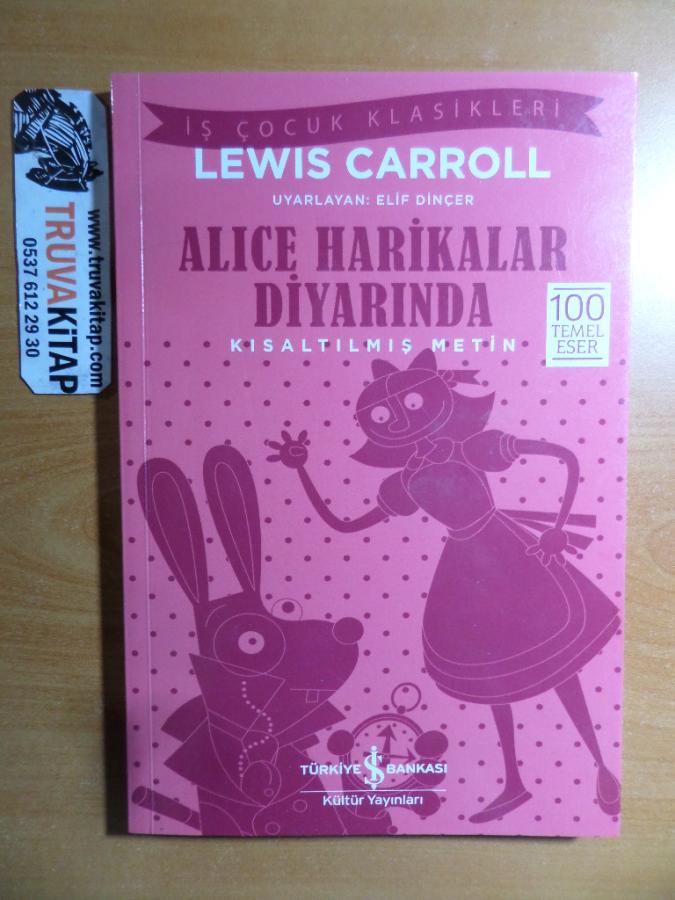 www.truvakitap.com
TRUVAKİTAP
0537 612 29 30
İŞ ÇOCUK KLASİKLERİ
LEWIS CARROLL
UYARLAYAN: ELİF DİNÇER
ALICE HARİKALAR
DİYARINDA
KISALTILMIŞ METİN
100
TEMEL
ESER
TÜRKİYE İŞ BANKASI
Kültür Yayınları